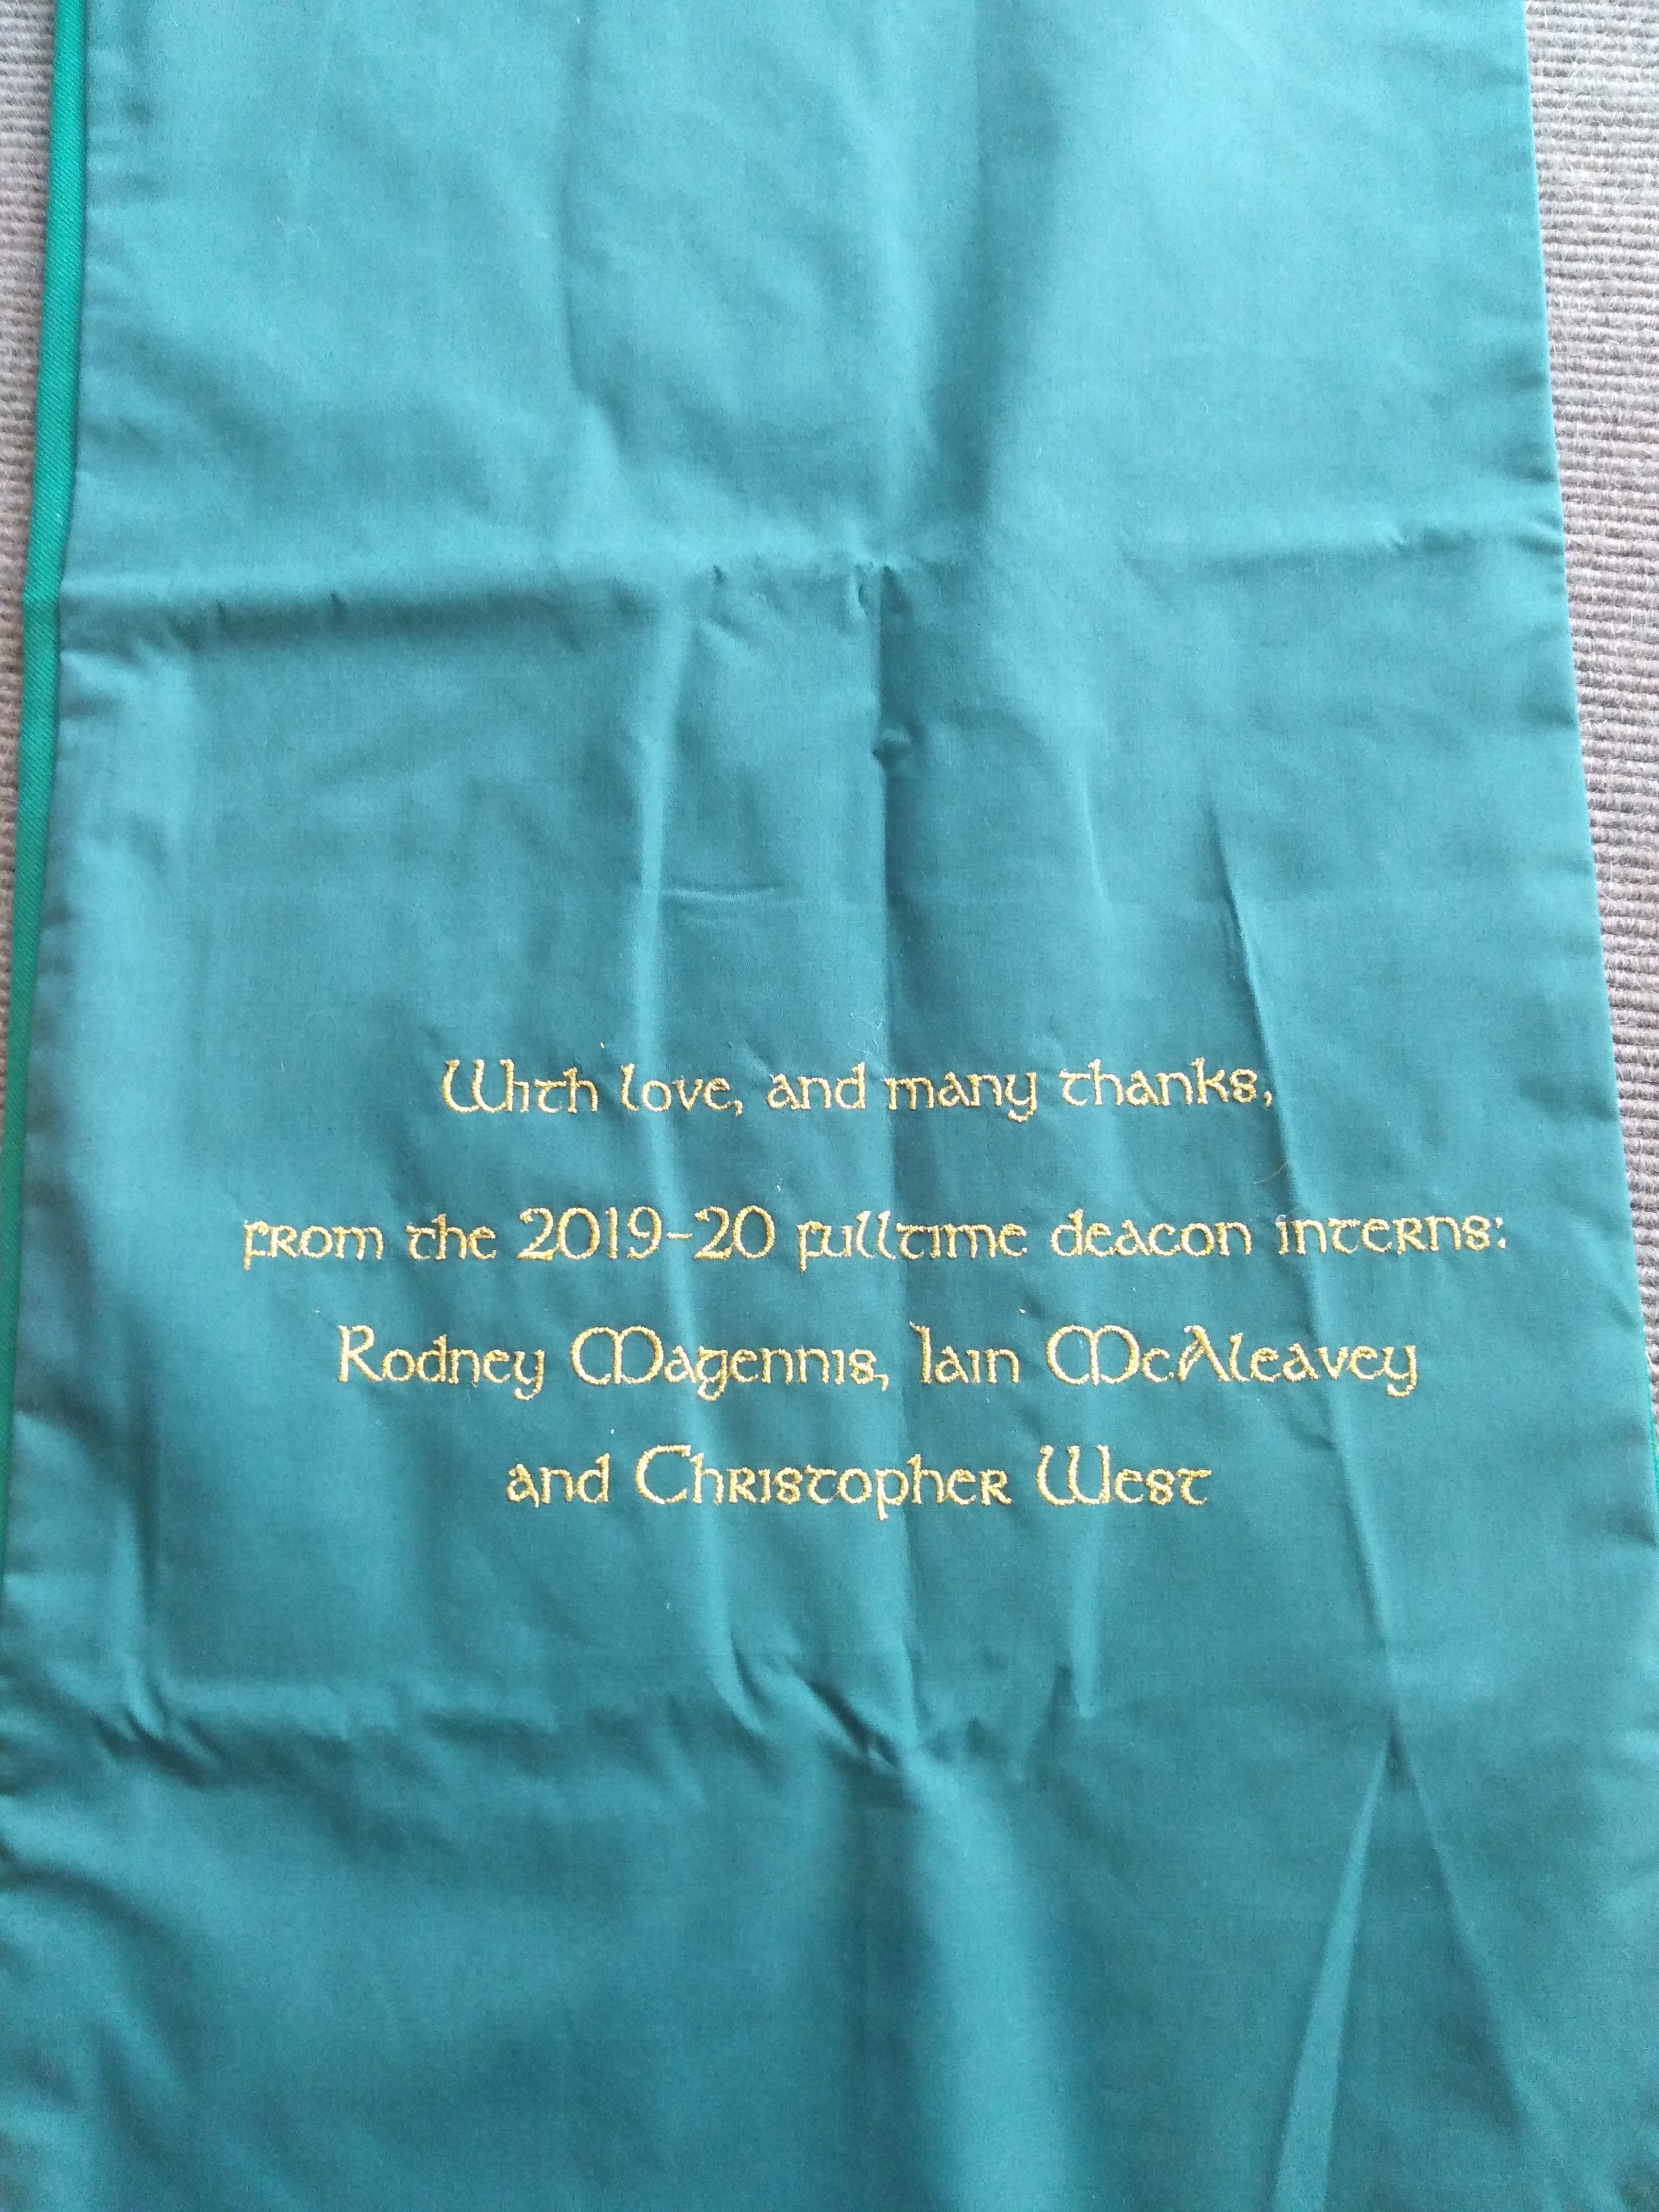 With love, and many thanks,
from the 2019-20 fulltime deacon interns:
Rodney Magennis, Iain McAleavey
and Christopher West